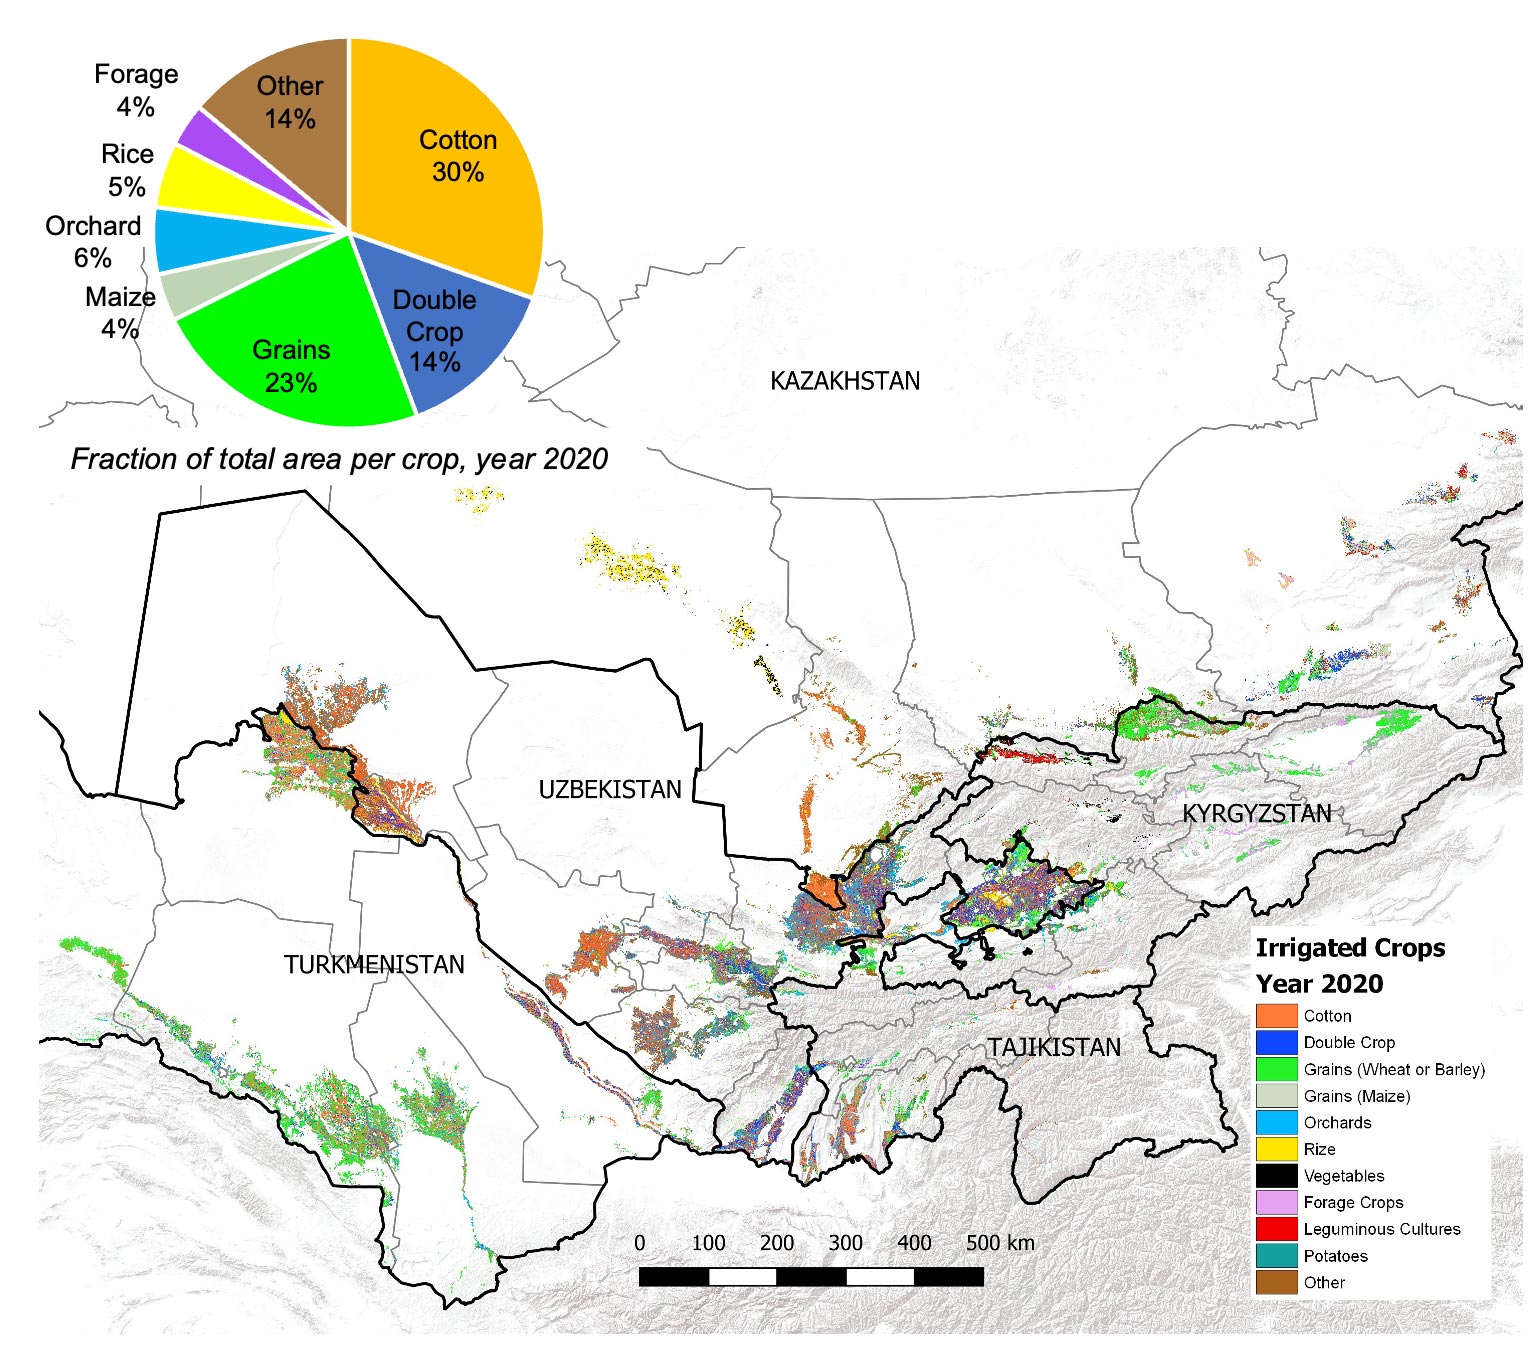 Forage
4%
Other
14%
Cotton
30%
Rice
5%
Orchard
6%
Maize
4%
Double
Crop
14%
Grains
23%
Fraction of total area per crop, year 2020
KAZAKHSTAN
UZBEKISTAN
KYRGYZSTAN
TURKMENISTAN
TAJIKISTAN
Irrigated Crops
Year 2020
Cotton
Double Crop
Grains (Wheat or Barley)
Grains (Maize)
Orchards
Rize
Vegetables
Forage Crops
Leguminous Cultures
Potatoes
Other
0 100 200 300 400 500 km